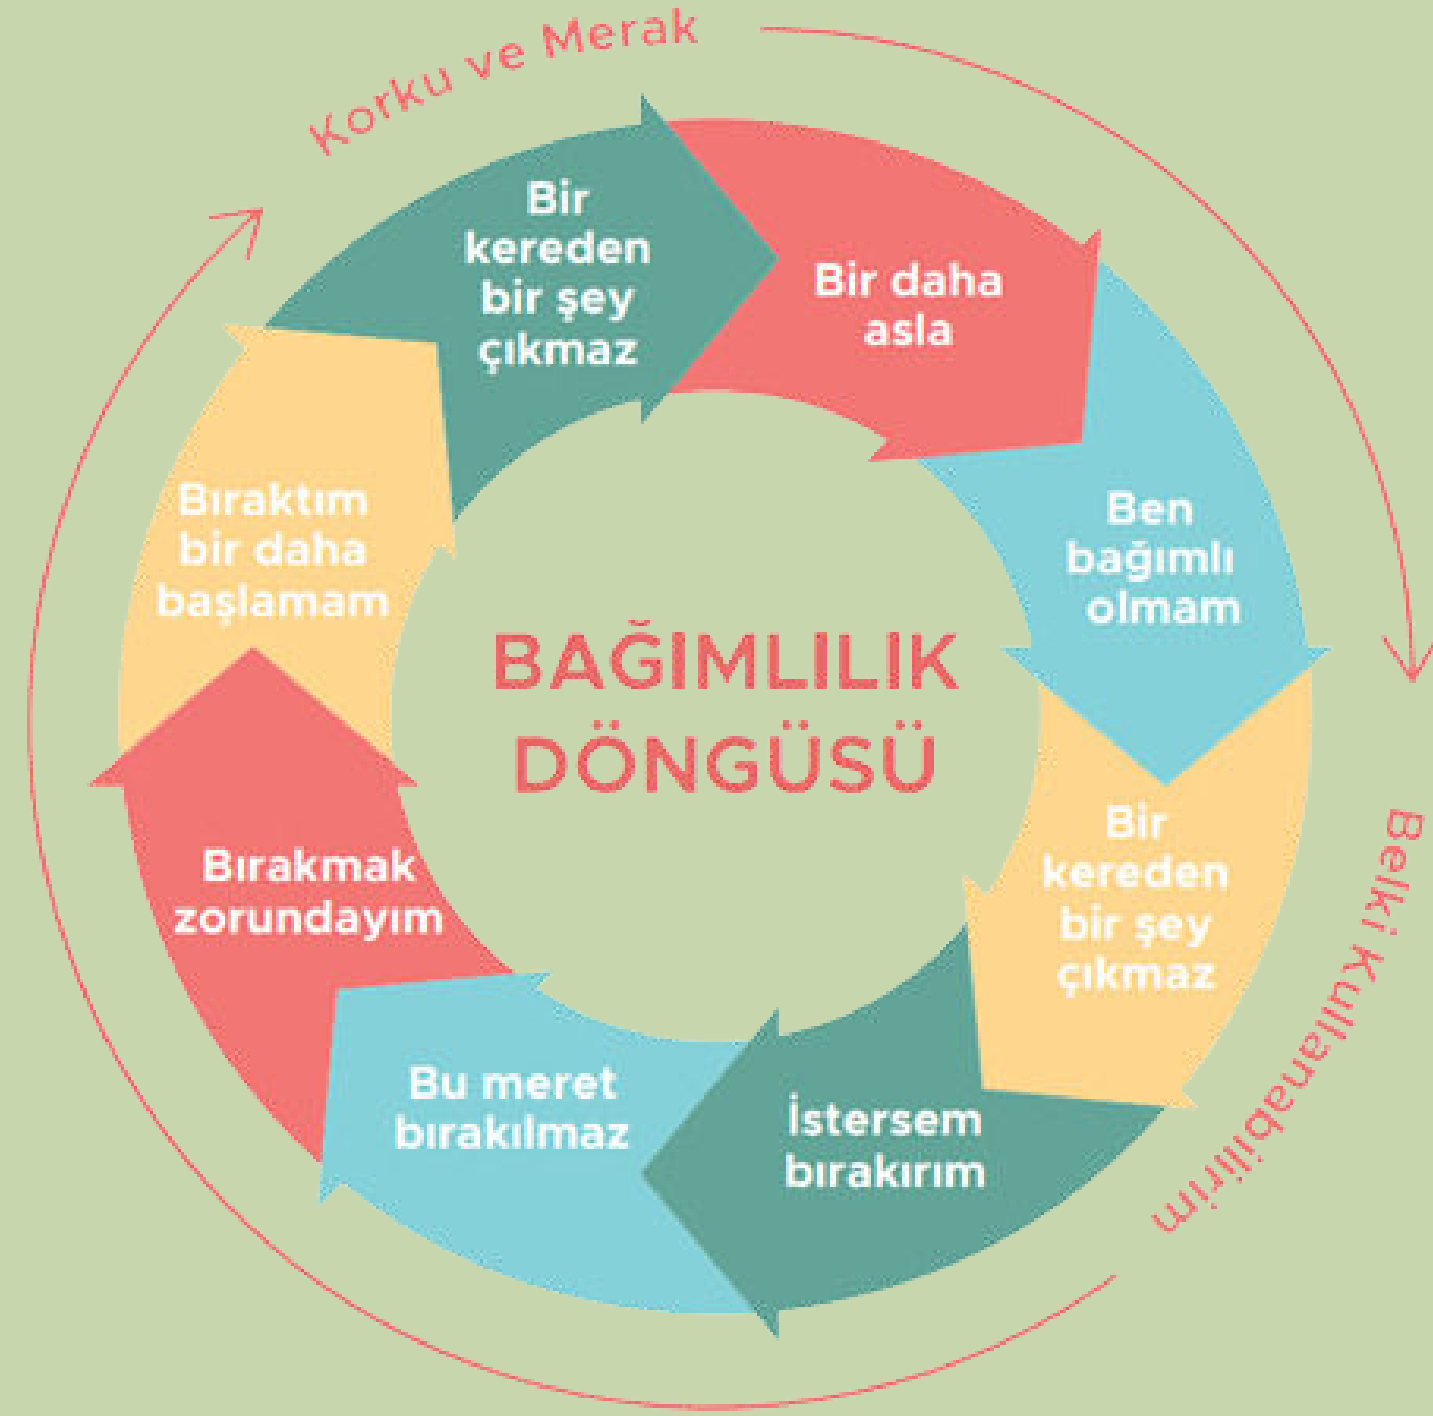 Korku ve Merak
Bir
kereden
bir şey
çıkmaz
Bir daha
asla
Ben
bağımlı
olmam
Bir
kereden
bir şey
çıkmaz
Belki Kullanabilirim
İstersem
bırakırım
Bu meret
bırakılmaz
Bırakmak
zorundayım
Bıraktım
bir daha
başlamam
BAĞIMLILIK
DÖNGÜSÜ